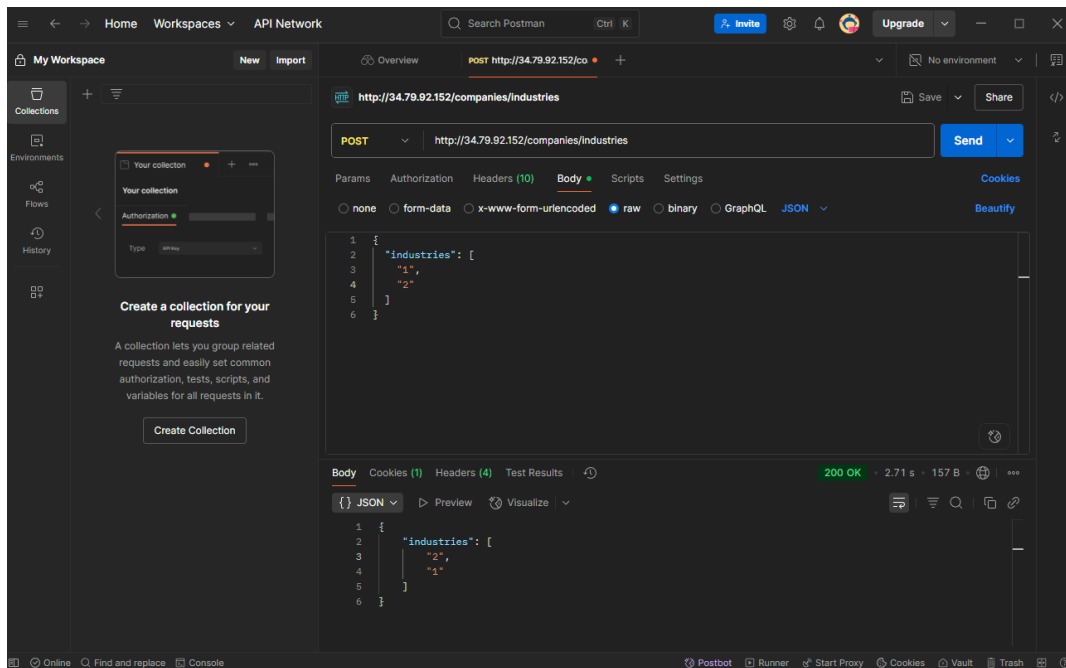 Home Workspaces API Network Search Postman Ctrl K Invite Upgrade
My Workspace New Import Overview POST http://34.79.92.152/co No environment
Collections
Environments
Flows
History
Your collecton
Your collection
Authorization
Type API Key
Create a collection for your
requests
A collection lets you group related
requests and easily set common
authorization, tests, scripts, and
variables for all requests in it.
Create Collection
HTTP http://34.79.92.152/companies/industries Save Share
POST http://34.79.92.152/companies/industries Send
Params Authorization Headers (10) Body Scripts Settings Cookies
none form-data x-www-form-urlencoded raw binary GraphQL JSON Beautify
1 {
2 "industries": [
3 "1",
4 "2"
5 ]
6 }
Body Cookies (1) Headers (4) Test Results 200 OK 2.71 s 157 B
{} JSON Preview Visualize
1 {
2 "industries": [
3 "2",
4 "1"
5 ]
6 }
Online Find and replace Console Postbot Runner Start Proxy Cookies Vault Trash